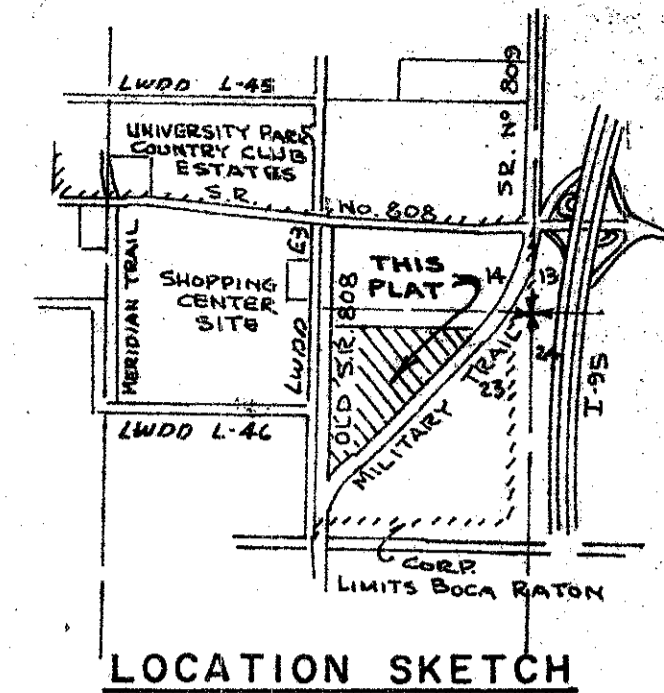 LWDD L-45
S.R. Nº 809
UNIVERSITY PARK
COUNTRY CLUB
ESTATES
S.R. No. 808
MERIDIAN TRAIL
SHOPPING
CENTER
SITE
LWDD E3
OLD S.R. 808
THIS
PLAT
14
13
23
24
MILITARY TRAIL
I-95
LWDD L-46
CORP.
LIMITS BOCA RATON
LOCATION SKETCH